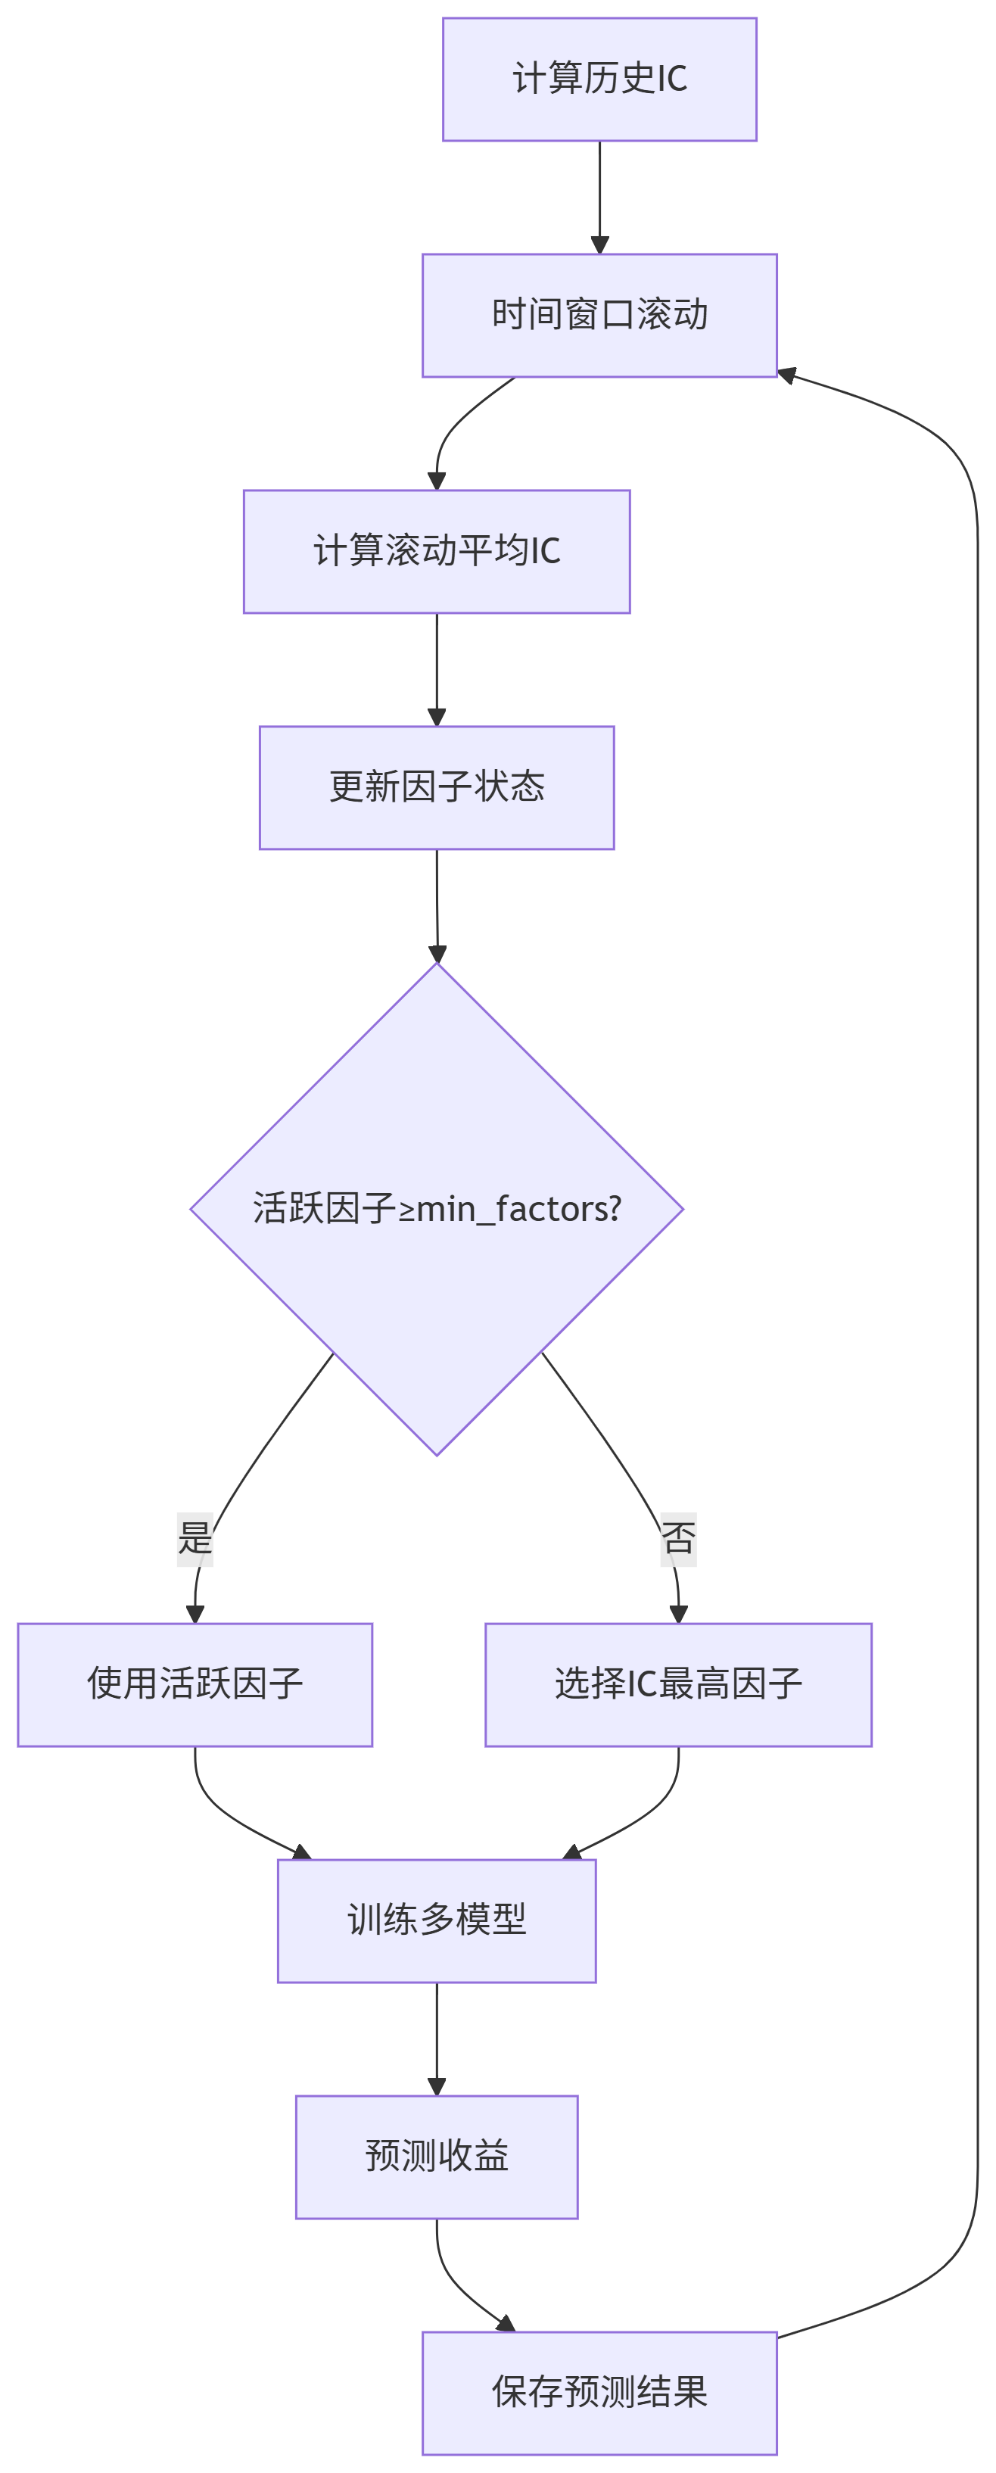 计算历史IC
时间窗口滚动
计算滚动平均IC
更新因子状态
活跃因子≥min_factors?
是
否
使用活跃因子
选择IC最高因子
训练多模型
预测收益
保存预测结果